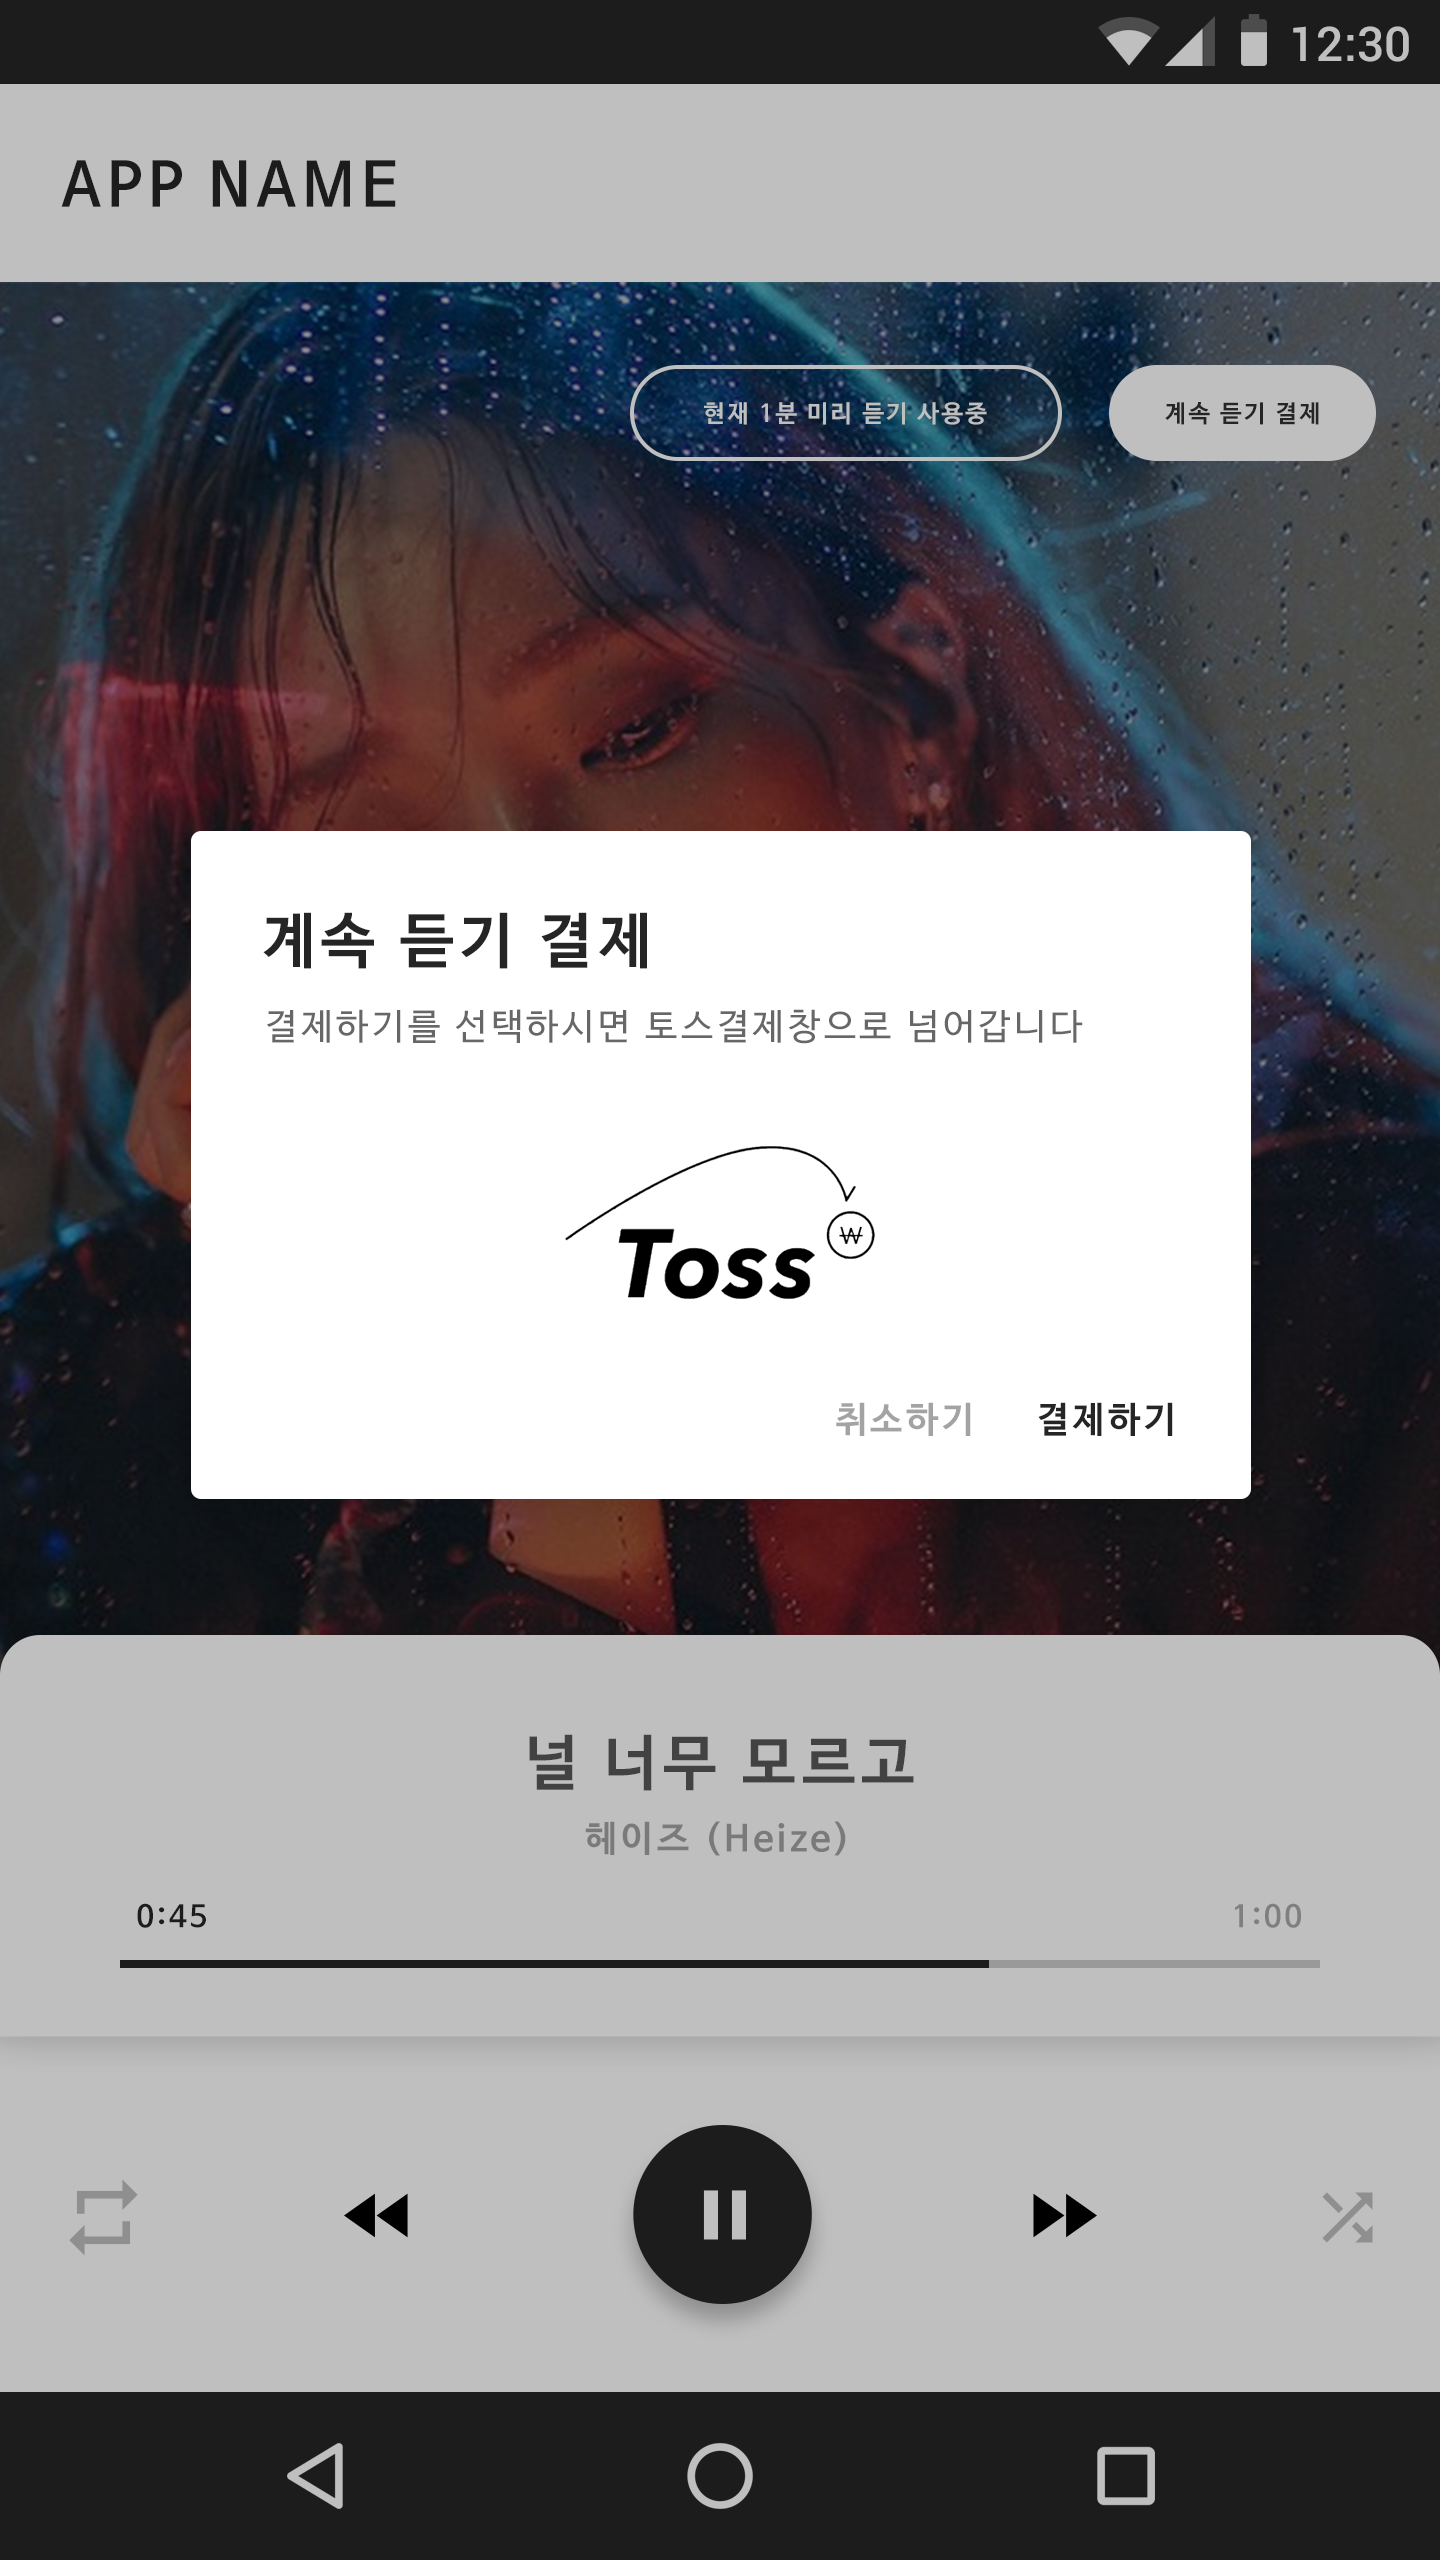 12:30
APP NAME
현재 1분 미리 듣기 사용중
계속 듣기 결제
계속 듣기 결제
결제하기를 선택하시면 토스결제창으로 넘어갑니다
Toss ₩
취소하기
결제하기
널 너무 모르고
헤이즈 (Heize)
0:45
1:00